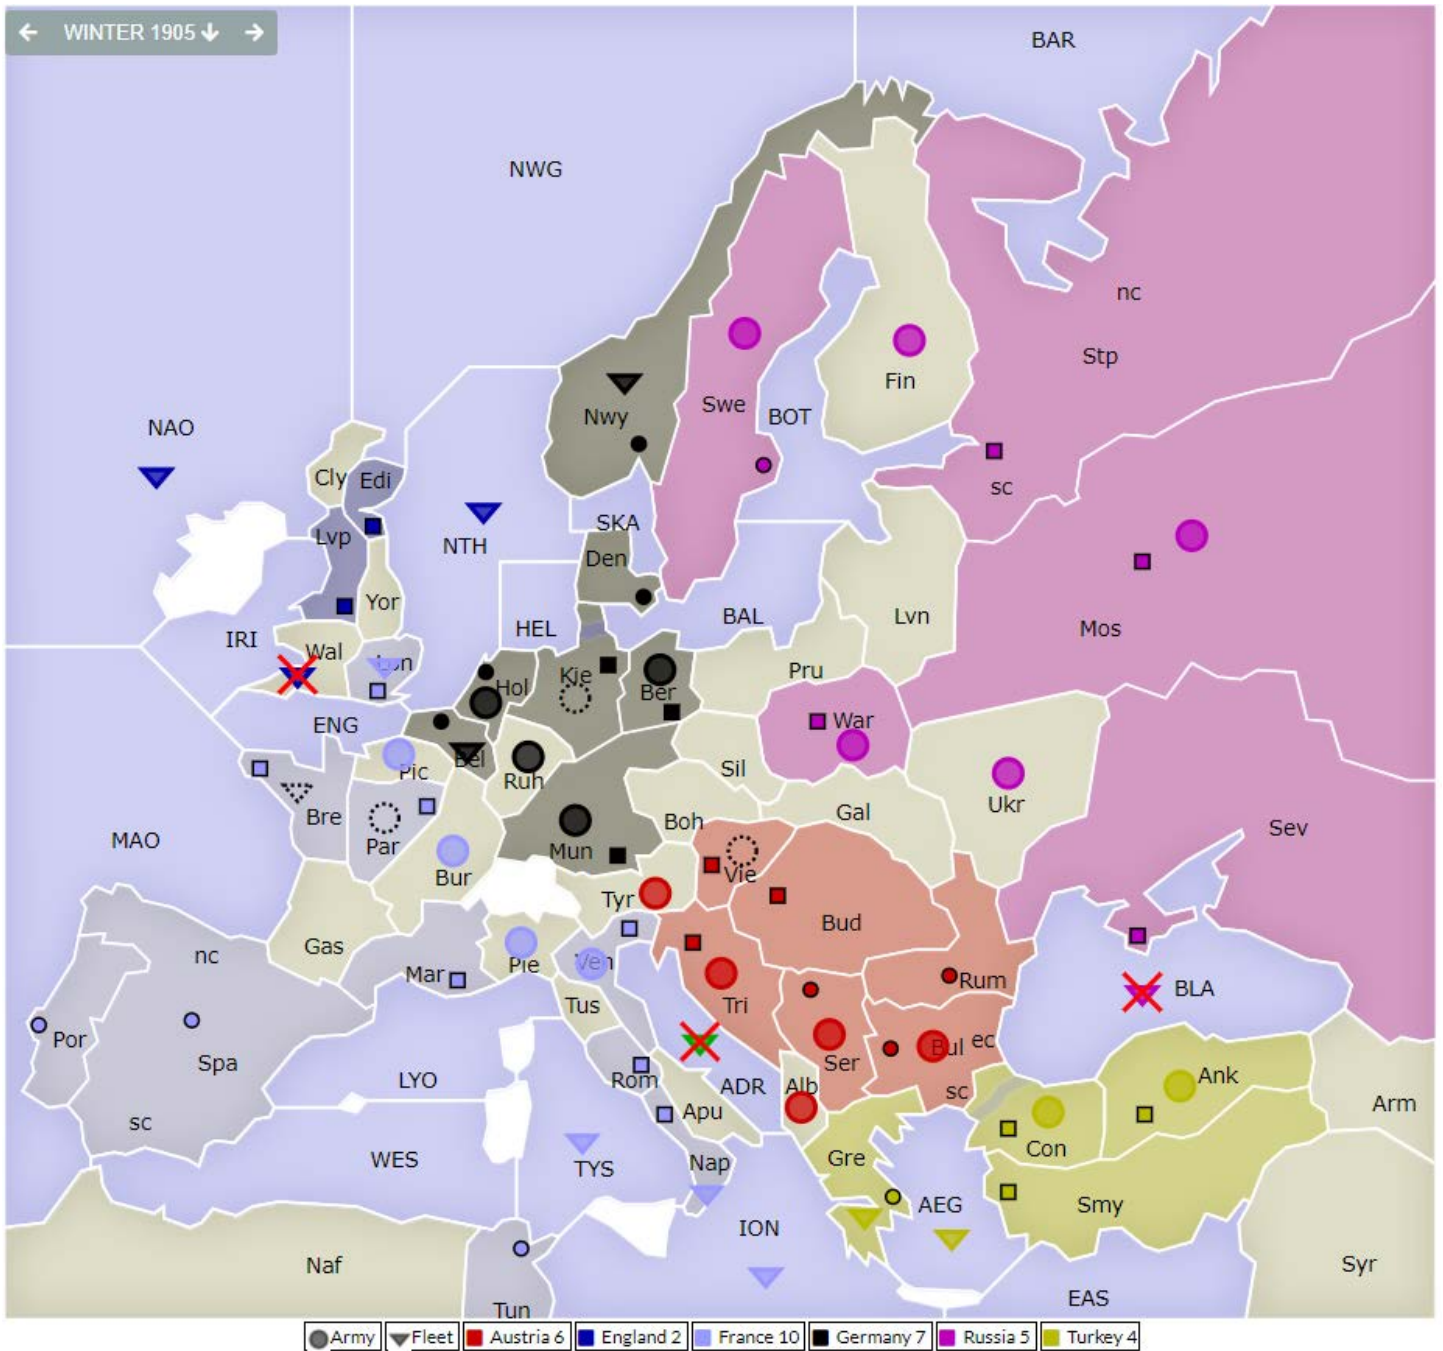 ← WINTER 1905 ↓ →
BAR
NWG
nc
Stp
Fin
Swe
Nwy
BOT
NAO
Cly
Edi
sc
Lvp
NTH
SKA
Den
Yor
Lvn
BAL
HEL
Mos
IRI
Wal
Lon
Pru
Kie
Hol
Ber
War
ENG
Bel
Pic
Sil
Ruh
Ukr
Gal
Bre
Boh
Sev
MAO
Par
Mun
Vie
Bur
Tyr
Bud
Gas
nc
Ven
Pie
Mar
Rum
BLA
Tus
Tri
Por
Bul
ec
Spa
Ser
Ank
LYO
Rom
ADR
Alb
sc
Apu
Arm
sc
Con
WES
Nap
Gre
TYS
AEG
Smy
ION
Naf
Syr
EAS
Tun
Army
Fleet
Austria 6
England 2
France 10
Germany 7
Russia 5
Turkey 4